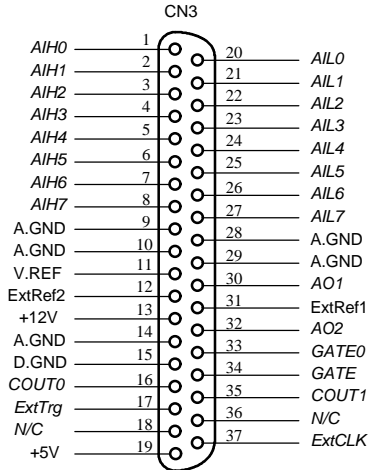 CN3
AIH0 1
20 AIL0
AIH1 2
21 AIL1
AIH2 3
22 AIL2
AIH3 4
23 AIL3
AIH4 5
24 AIL4
AIH5 6
25 AIL5
AIH6 7
26 AIL6
AIH7 8
27 AIL7
A.GND 9
28 A.GND
A.GND 10
29 A.GND
V.REF 11
30 AO1
ExtRef2 12
31 ExtRef1
+12V 13
32 AO2
A.GND 14
33 GATE0
D.GND 15
34 GATE
COUT0 16
35 COUT1
ExtTrg 17
36 N/C
N/C 18
37 ExtCLK
+5V 19